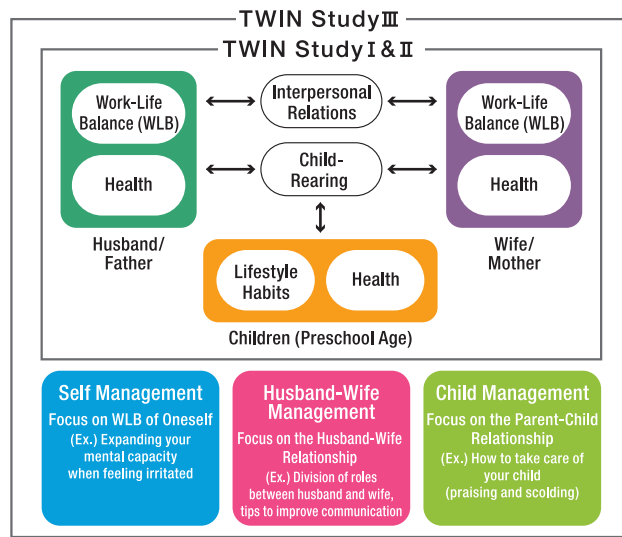 TWIN StudyⅢ
TWIN StudyⅠ&Ⅱ
Work-Life
Balance (WLB)
Health
Husband/
Father
Interpersonal
Relations
Child-
Rearing
Work-Life
Balance (WLB)
Health
Wife/
Mother
Lifestyle
Habits
Health
Children (Preschool Age)
Self Management
Focus on WLB of Oneself
(Ex.) Expanding your
mental capacity
when feeling irritated
Husband-Wife
Management
Focus on the Husband-Wife
Relationship
(Ex.) Division of roles
between husband and wife,
tips to improve communication
Child Management
Focus on the Parent-Child
Relationship
(Ex.) How to take care of
your child
(praising and scolding)